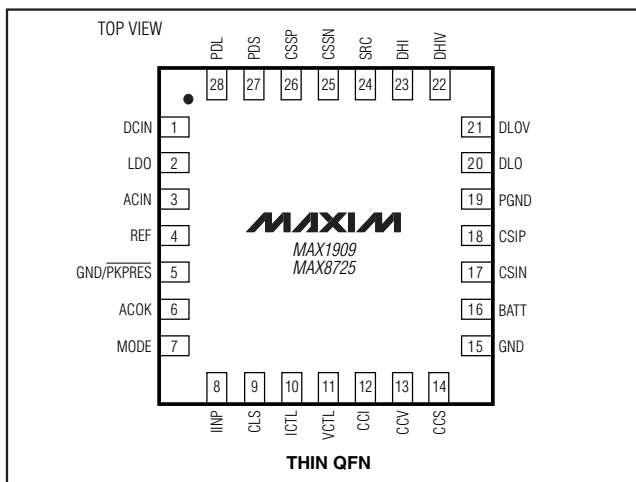 TOP VIEW
PDL
PDS
CSSP
CSSN
SRC
DHI
DHIV
28
27
26
25
24
23
22
DCIN 1
LDO 2
ACIN 3
REF 4
GND/PKPRES 5
ACOK 6
MODE 7
21 DLOV
20 DLO
19 PGND
18 CSIP
17 CSIN
16 BATT
15 GND
MAXIM
MAX1909
MAX8725
8
9
10
11
12
13
14
IINP
CLS
ICTL
VCTL
CCI
CCV
CCS
THIN QFN